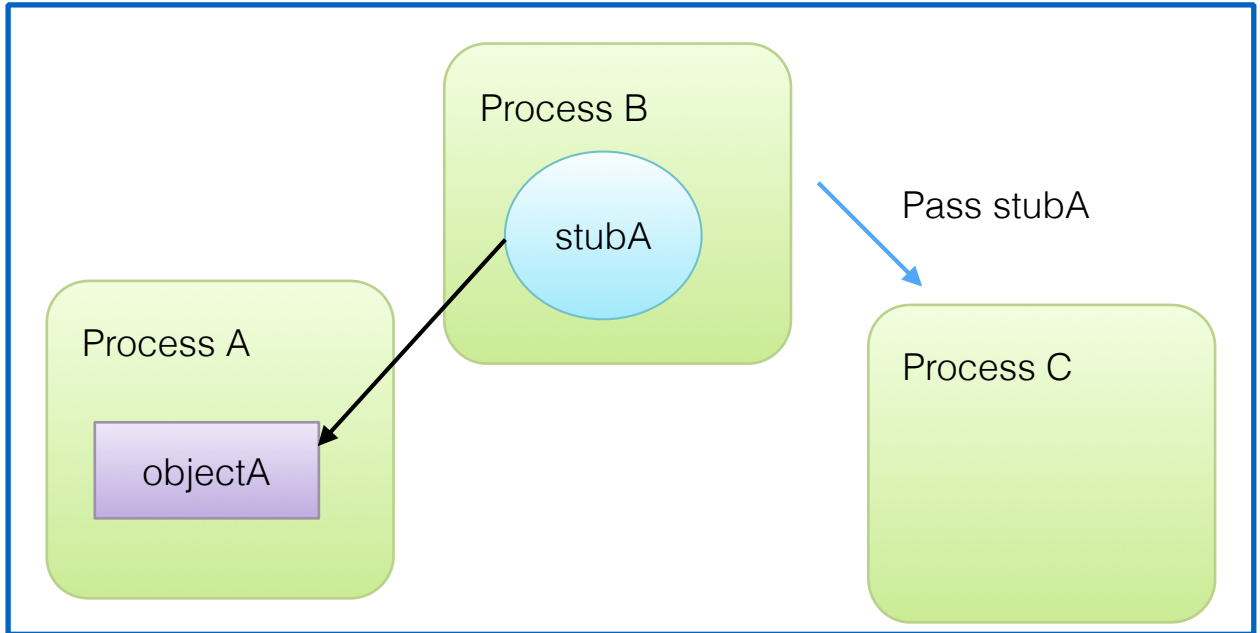 Process B
stubA
Pass stubA
Process A
objectA
Process C